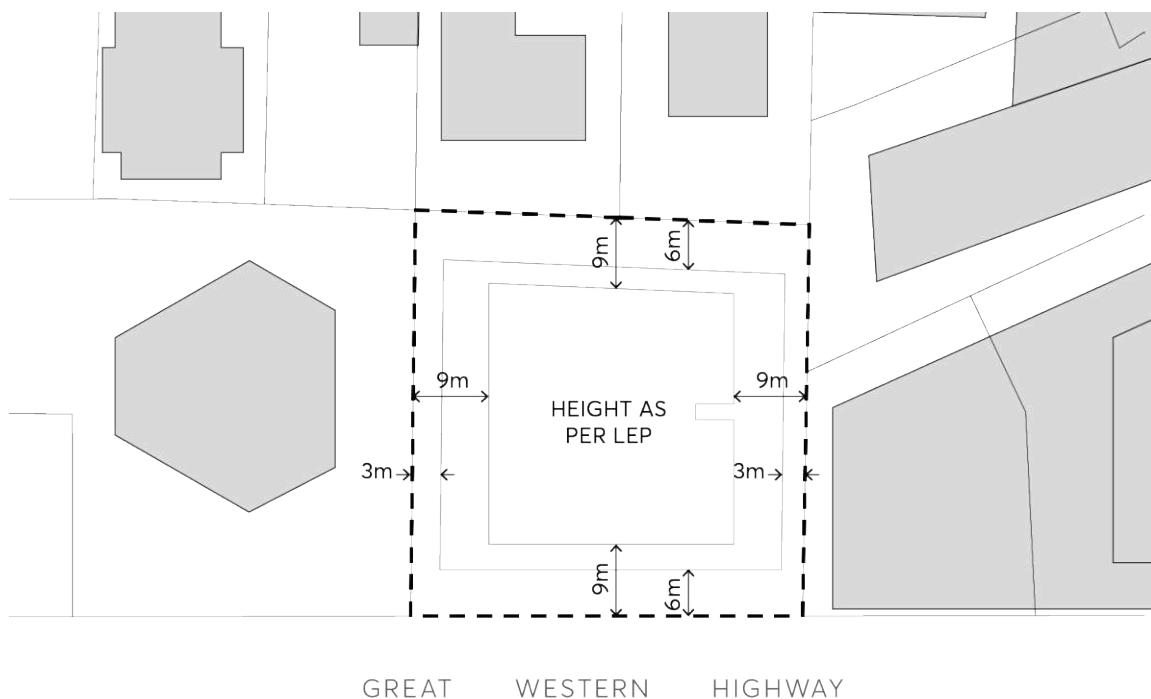 9m
6m
9m
9m
HEIGHT AS
PER LEP
3m
3m
9m
6m
GREAT WESTERN HIGHWAY